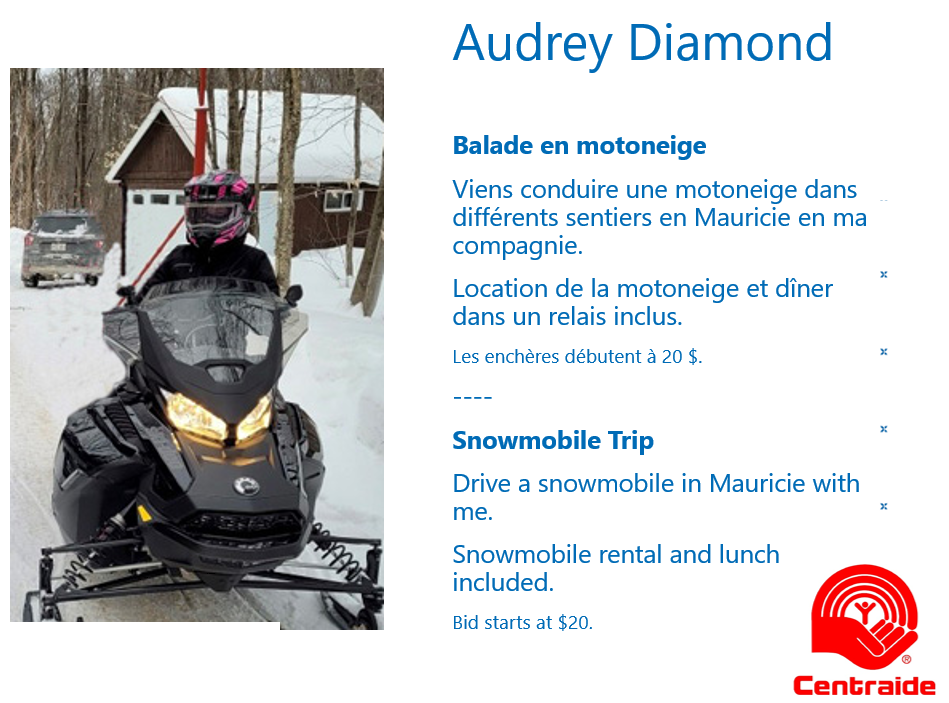 Audrey Diamond
Balade en motoneige
Viens conduire une motoneige dans
différents sentiers en Mauricie en ma
compagnie.
Location de la motoneige et dîner
dans un relais inclus.
Les enchères débutent à 20 $.
----
Snowmobile Trip
Drive a snowmobile in Mauricie with
me.
Snowmobile rental and lunch
included.
Bid starts at $20.
®
Centraide